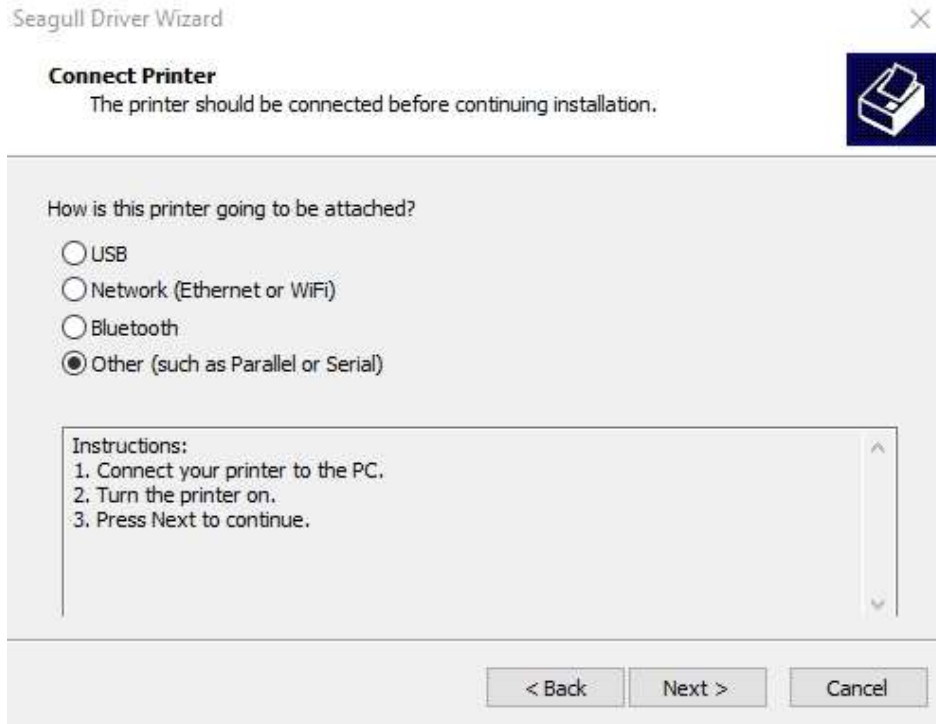 Seagull Driver Wizard
Connect Printer
The printer should be connected before continuing installation.
How is this printer going to be attached?
USB
Network (Ethernet or WiFi)
Bluetooth
Other (such as Parallel or Serial)
Instructions:
1. Connect your printer to the PC.
2. Turn the printer on.
3. Press Next to continue.
< Back Next > Cancel